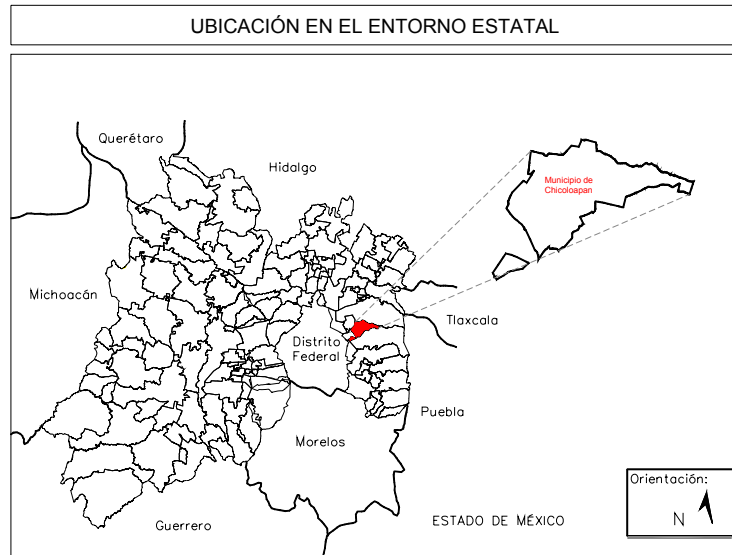 UBICACIÓN EN EL ENTORNO ESTATAL
Querétaro
Hidalgo
Municipio de
Chicoloapan
Michoacán
Tlaxcala
Distrito
Federal
Puebla
Morelos
Orientación:
N
Guerrero
ESTADO DE MÉXICO